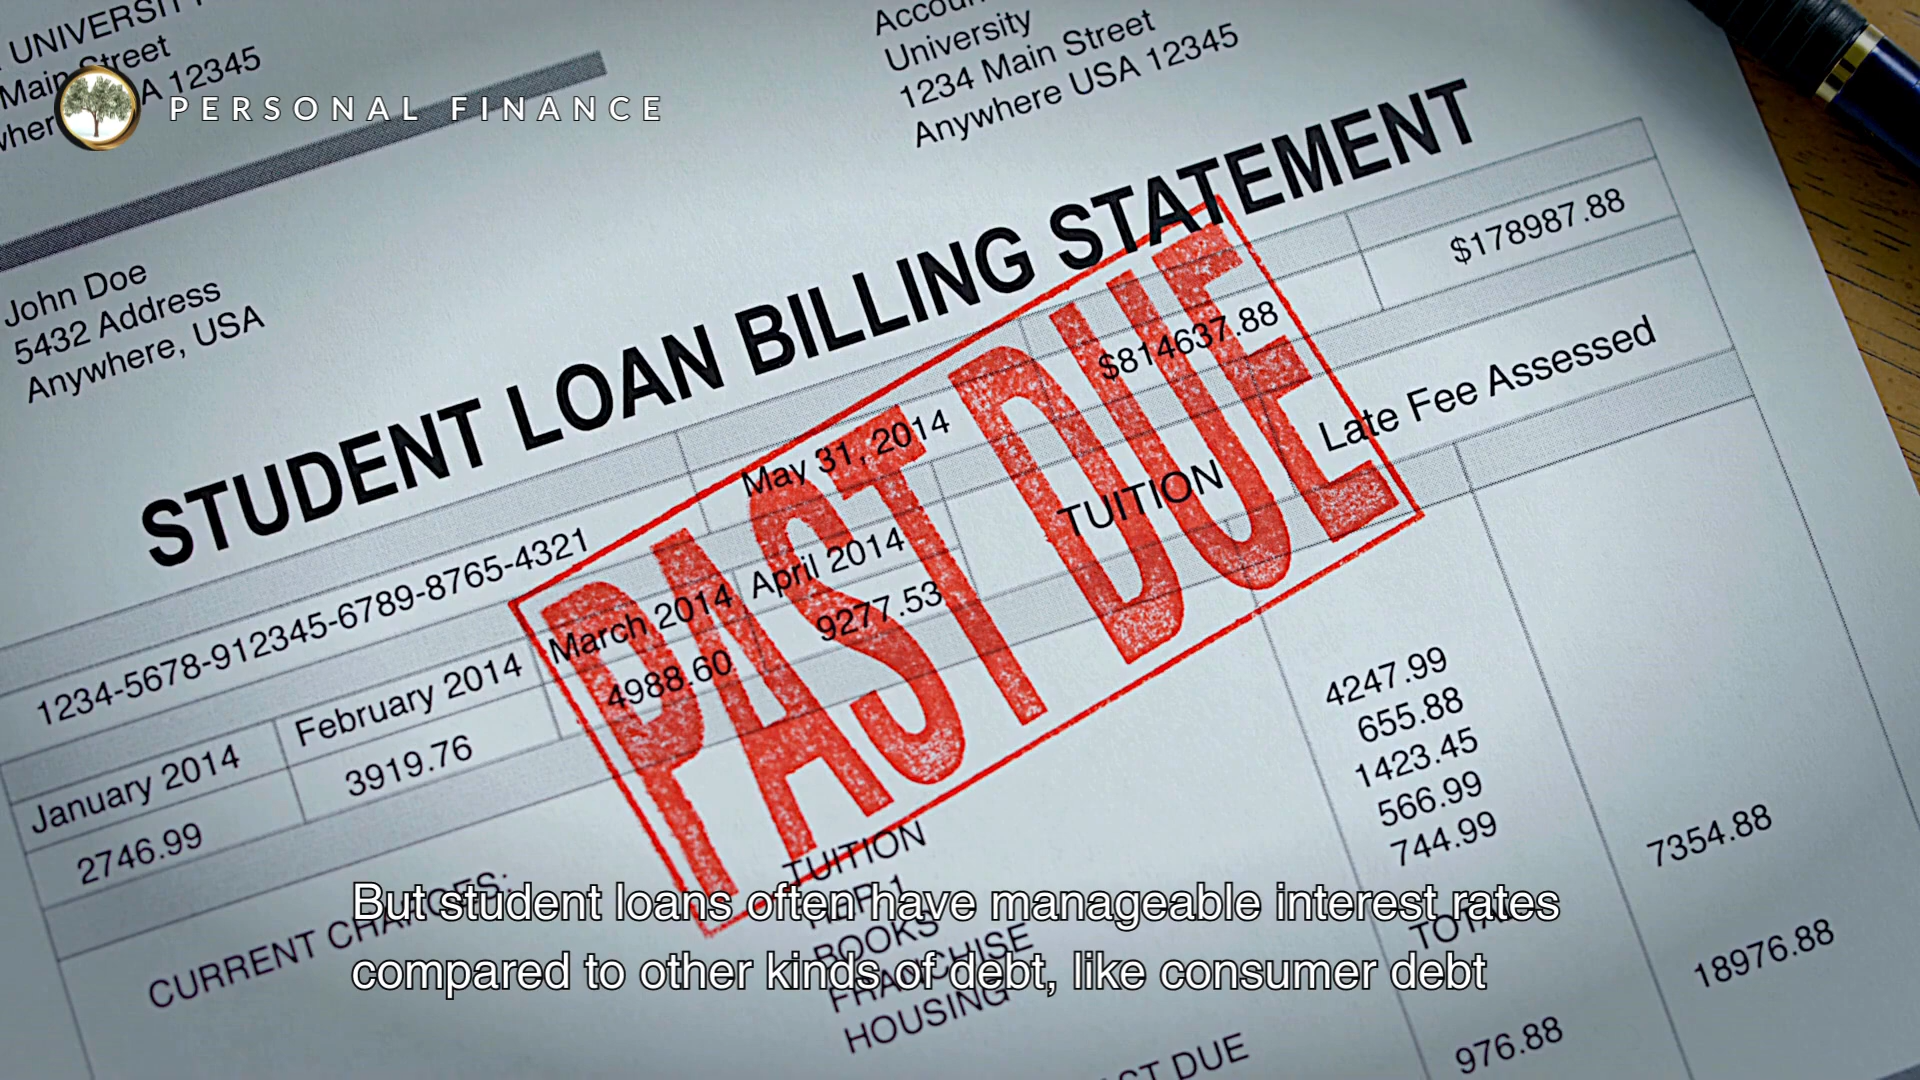 UNIVERSITY
Main Street
A 12345
University
1234 Main Street
Anywhere USA 12345
PERSONAL FINANCE
John Doe
5432 Address
Anywhere, USA
STUDENT LOAN BILLING STATEMENT
PAST DUE
$178987.88
May 31, 2014
$814637.88
1234-5678-912345-6789-8765-4321
TUITION
Late Fee Assessed
January 2014
February 2014
March 2014
April 2014
2746.99
3919.76
4988.60
9277.53
CURRENT CHARGES:
TUITION
BOOKS
FRANCHISE
HOUSING
4247.99
655.88
1423.45
566.99
744.99
7354.88
TOTAL
18976.88
DUE
976.88
But student loans often have manageable interest rates
compared to other kinds of debt, like consumer debt